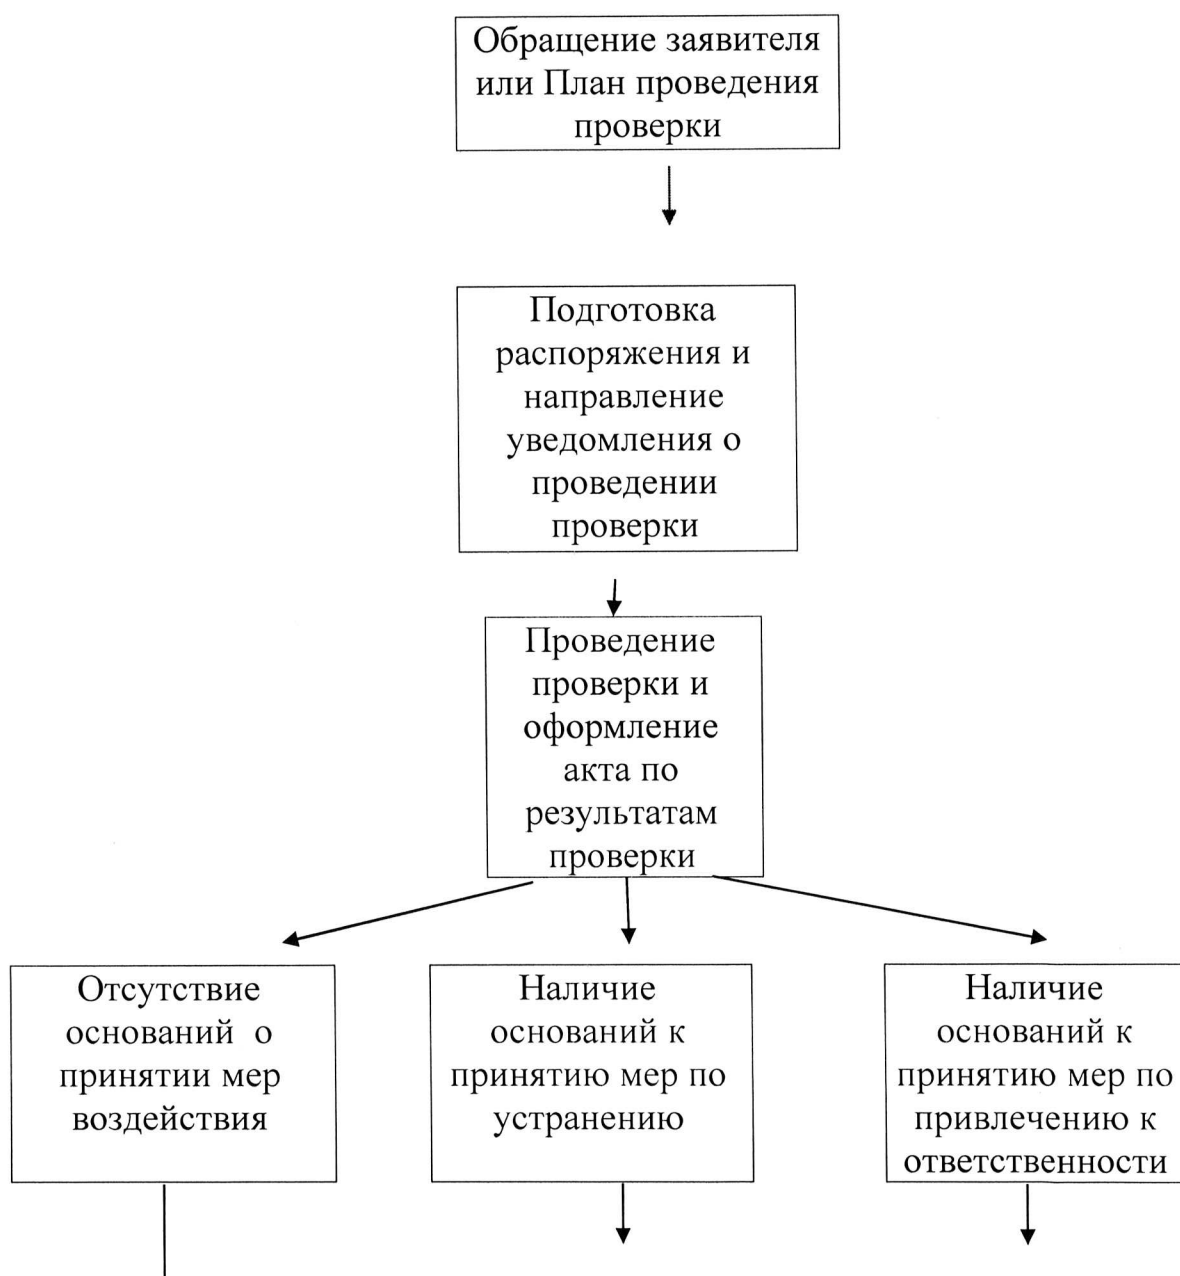 Обращение заявителя
или План проведения
проверки
Подготовка
распоряжения и
направление
уведомления о
проведении
проверки
Проведение
проверки и
оформление
акта по
результатам
проверки
Отсутствие
оснований о
принятии мер
воздействия
Наличие
оснований к
принятию мер по
устранению
Наличие
оснований к
принятию мер по
привлечению к
ответственности